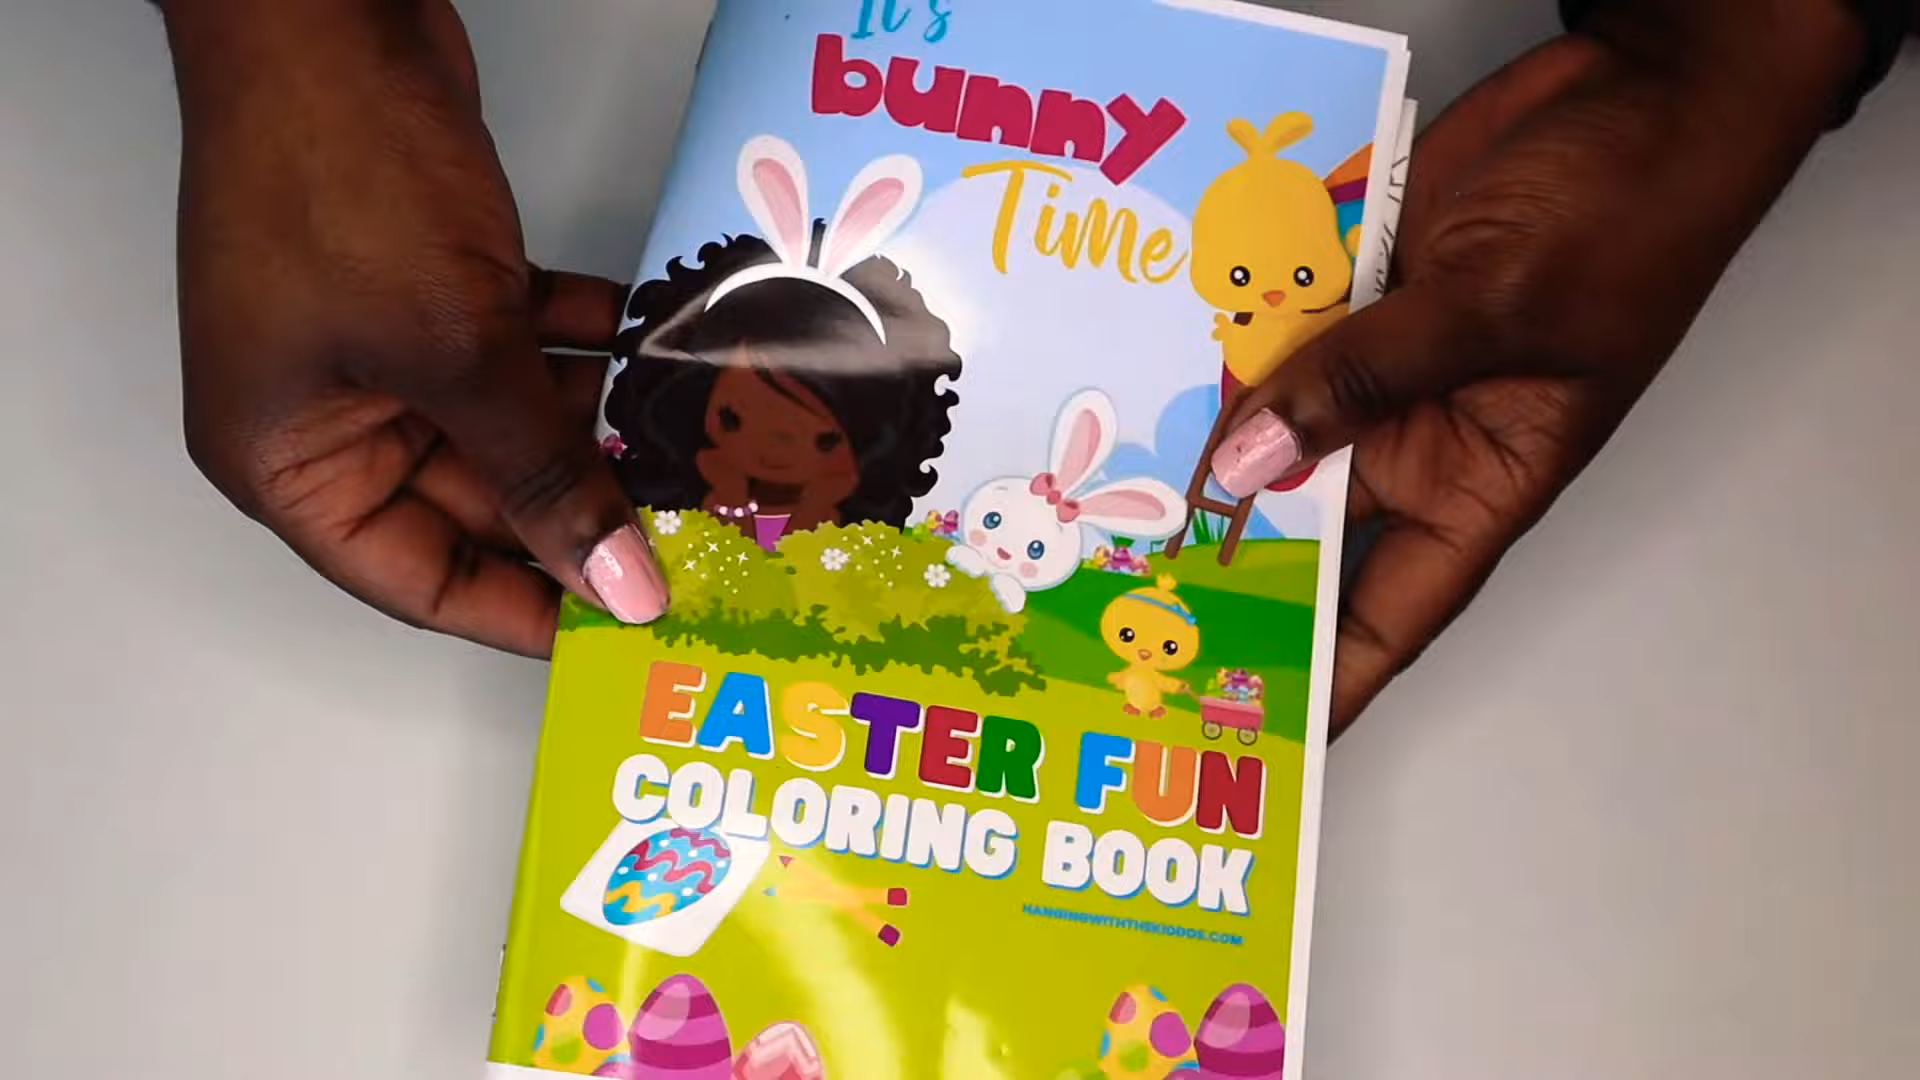 It's
bunny
Time
EASTER FUN
COLORING BOOK
HANGINGWITHTHEKIDDOS.COM